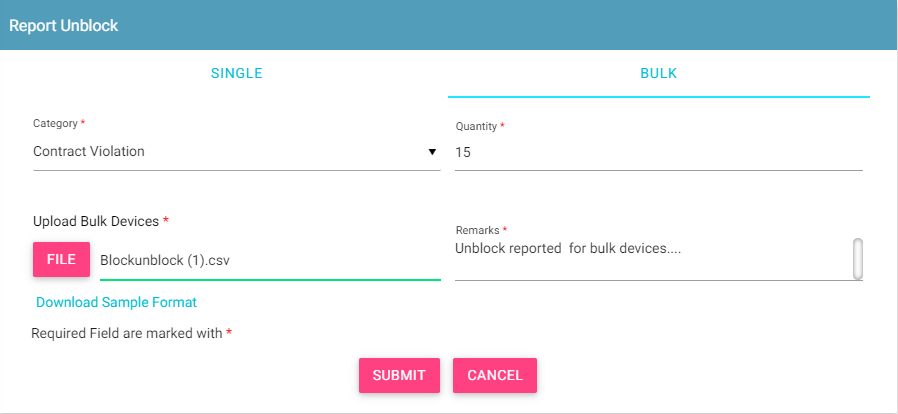 Report Unblock
SINGLE
BULK
Category *
Quantity *
Contract Violation
15
Upload Bulk Devices *
Remarks *
FILE
Blockunblock (1).csv
Unblock reported  for bulk devices....
Download Sample Format
Required Field are marked with *
SUBMIT
CANCEL